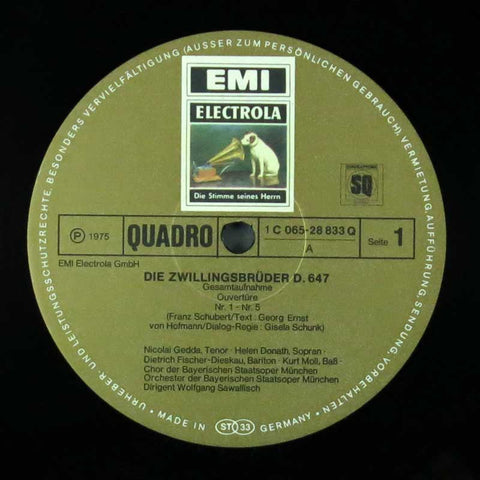 URHEBER- UND LEISTUNGSSCHUTZRECHTE, BESONDERS VERVIELFÄLTIGUNG (AUSSER ZUM PERSÖNLICHEN GEBRAUCH), VERMIETUNG, AUFFÜHRUNG, SENDUNG, VORBEHALTEN
EMI
ELECTROLA
Die Stimme seines Herrn
SQ
℗ 1975
QUADRO
1 C 065-28 833 Q
A
Seite 1
EMI Electrola GmbH
DIE ZWILLINGSBRÜDER D. 647
Gesamtaufnahme
Ouvertüre
Nr. 1 - Nr. 5
(Franz Schubert/Text : Georg Ernst
von Hofmann/Dialog-Regie : Gisela Schunk)
Nicolai Gedda, Tenor · Helen Donath, Sopran ·
Dietrich Fischer-Dieskau, Bariton · Kurt Moll, Baß ·
Chor der Bayerischen Staatsoper München
Orchester der Bayerischen Staatsoper München
Dirigent Wolfgang Sawallisch
· MADE IN STO 33 GERMANY ·